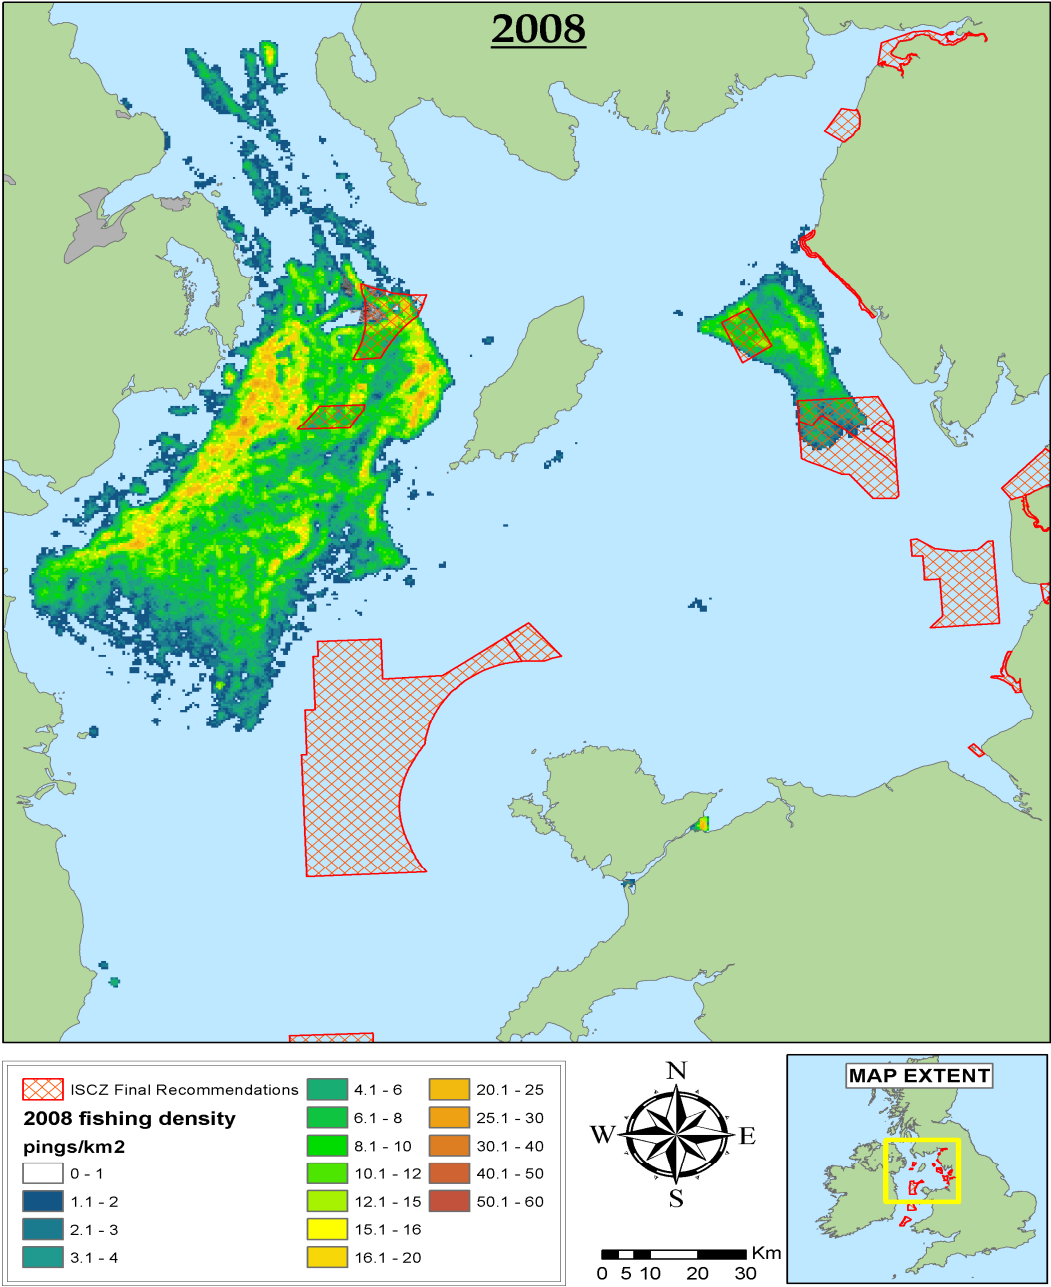 2008
ISCZ Final Recommendations
2008 fishing density
pings/km2
0 - 1
1.1 - 2
2.1 - 3
3.1 - 4
4.1 - 6
6.1 - 8
8.1 - 10
10.1 - 12
12.1 - 15
15.1 - 16
16.1 - 20
20.1 - 25
25.1 - 30
30.1 - 40
40.1 - 50
50.1 - 60
N
W E
S
Km
0 5 10 20 30
MAP EXTENT